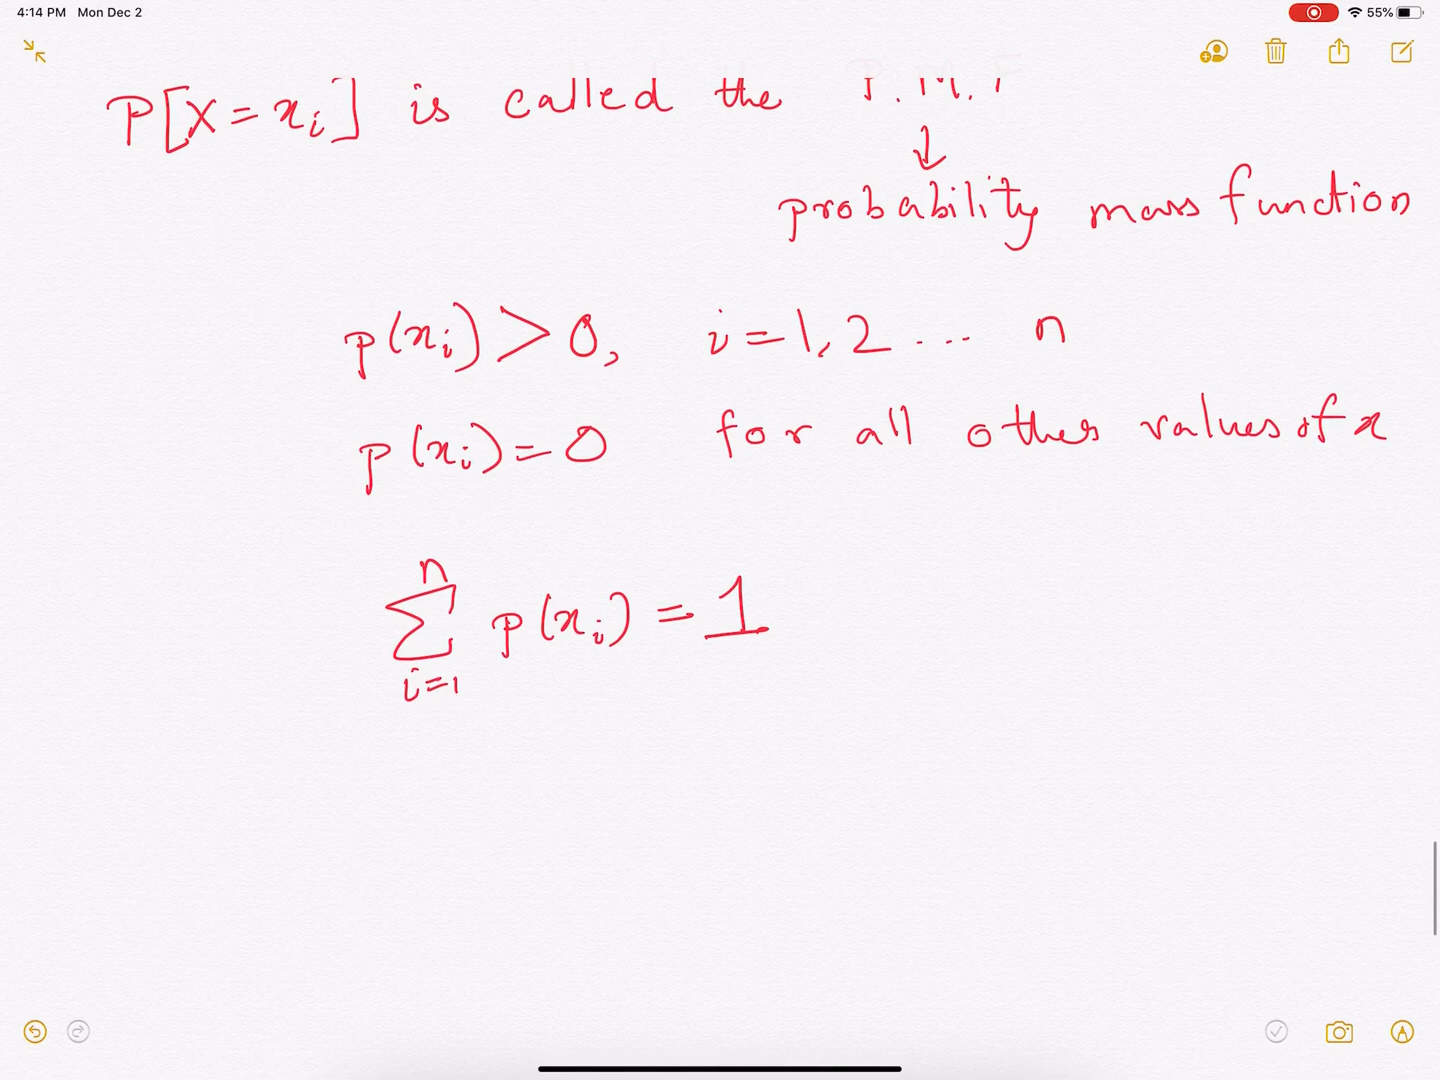 4:14 PM Mon Dec 2 55%
P[X=xᵢ] is called the P.M.F
↓
probability mass function
p(xᵢ) > 0, i=1,2 ... n
p(xᵢ)=0 for all other values of x
n
∑ p(xᵢ) = 1
i=1